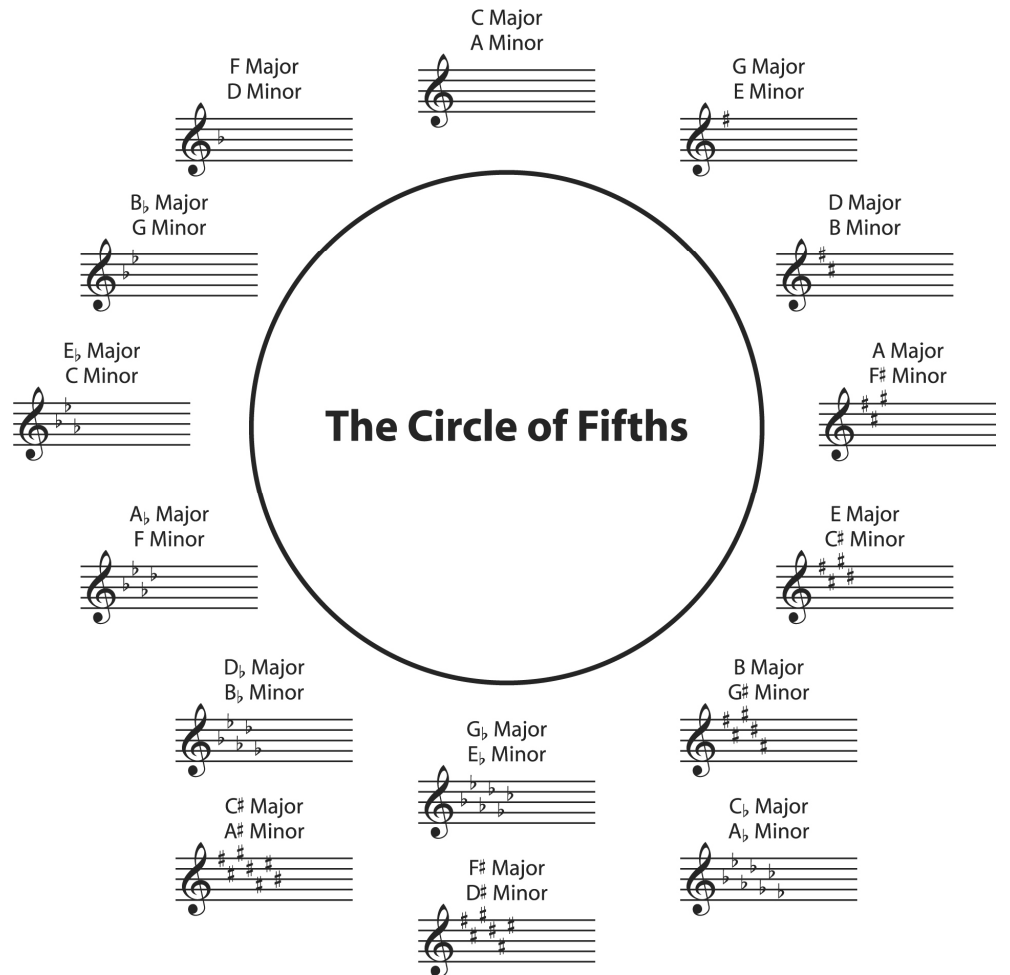 C Major
A Minor
F Major
D Minor
G Major
E Minor
B♭ Major
G Minor
D Major
B Minor
E♭ Major
C Minor
A Major
F♯ Minor
The Circle of Fifths
A♭ Major
F Minor
E Major
C♯ Minor
D♭ Major
B♭ Minor
B Major
G♯ Minor
G♭ Major
E♭ Minor
C♯ Major
A♯ Minor
C♭ Major
A♭ Minor
F♯ Major
D♯ Minor